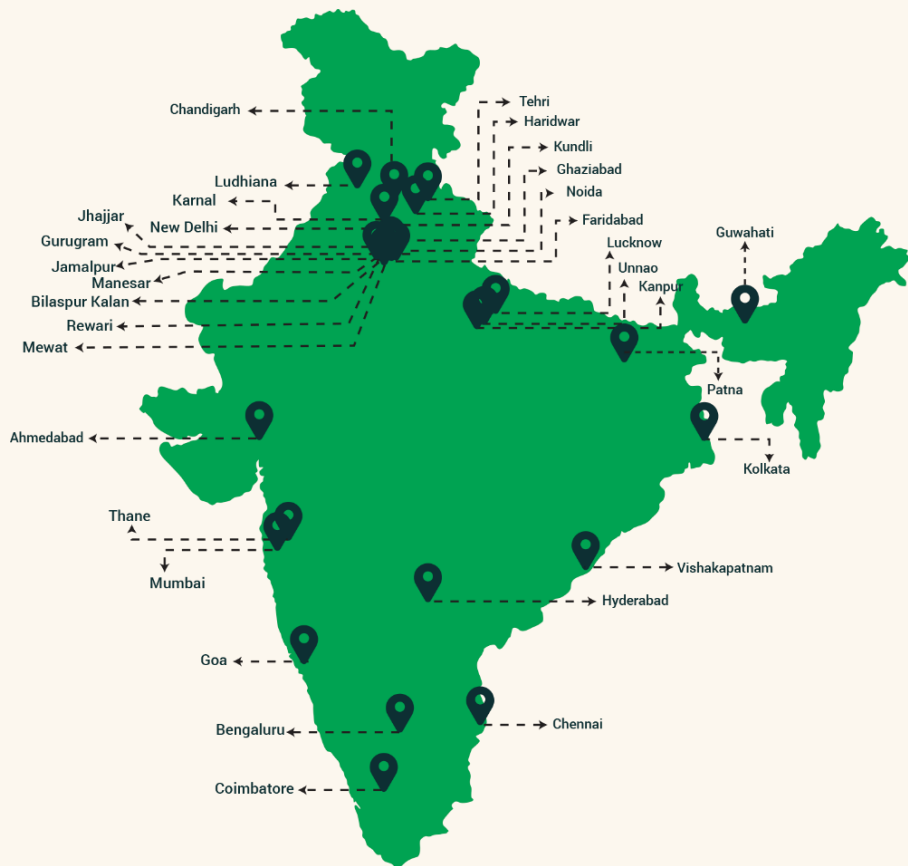 Tehri
Chandigarh
Haridwar
Kundli
Ghaziabad
Ludhiana
Noida
Karnal
Jhajjar
New Delhi
Faridabad
Gurugram
Lucknow
Guwahati
Jamalpur
Unnao
Manesar
Kanpur
Bilaspur Kalan
Rewari
Mewat
Patna
Ahmedabad
Kolkata
Thane
Vishakapatnam
Mumbai
Hyderabad
Goa
Bengaluru
Chennai
Coimbatore